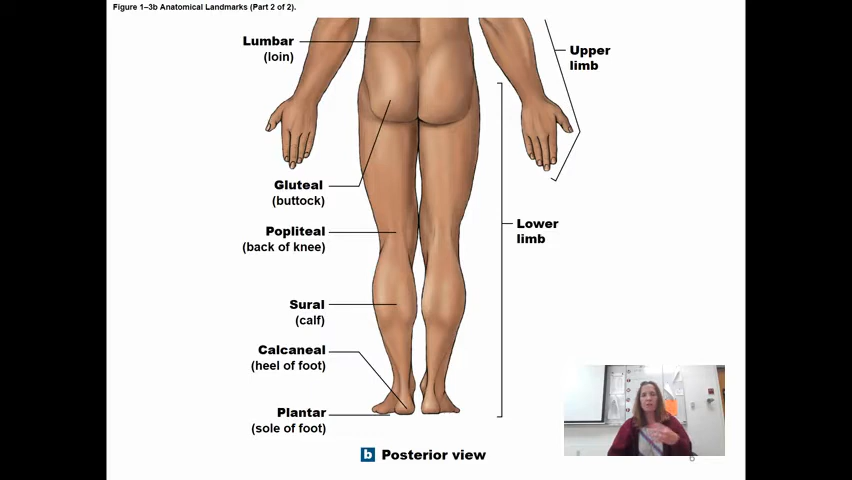 Figure 1–3b Anatomical Landmarks (Part 2 of 2).
Lumbar
(loin)
Upper
limb
Gluteal
(buttock)
Popliteal
(back of knee)
Lower
limb
Sural
(calf)
Calcaneal
(heel of foot)
Plantar
(sole of foot)
b Posterior view
6